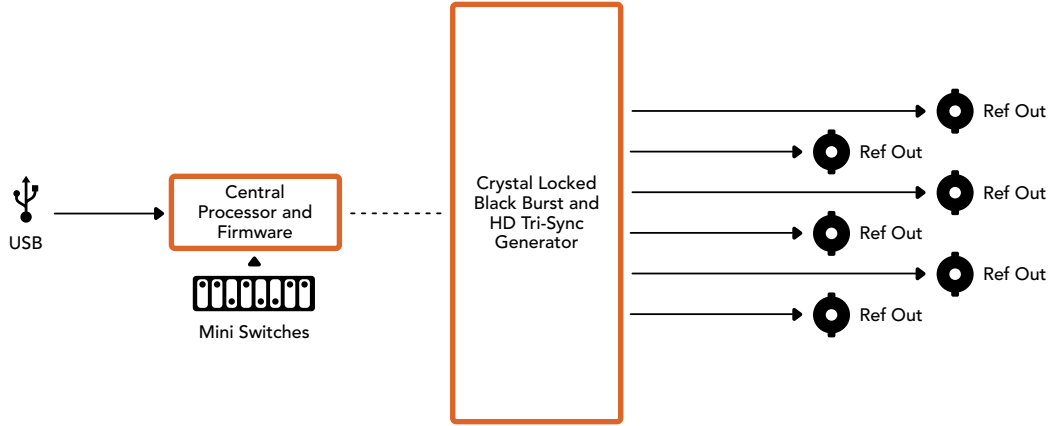 USB
Central
Processor and
Firmware
Mini Switches
Crystal Locked
Black Burst and
HD Tri-Sync
Generator
Ref Out
Ref Out
Ref Out
Ref Out
Ref Out
Ref Out